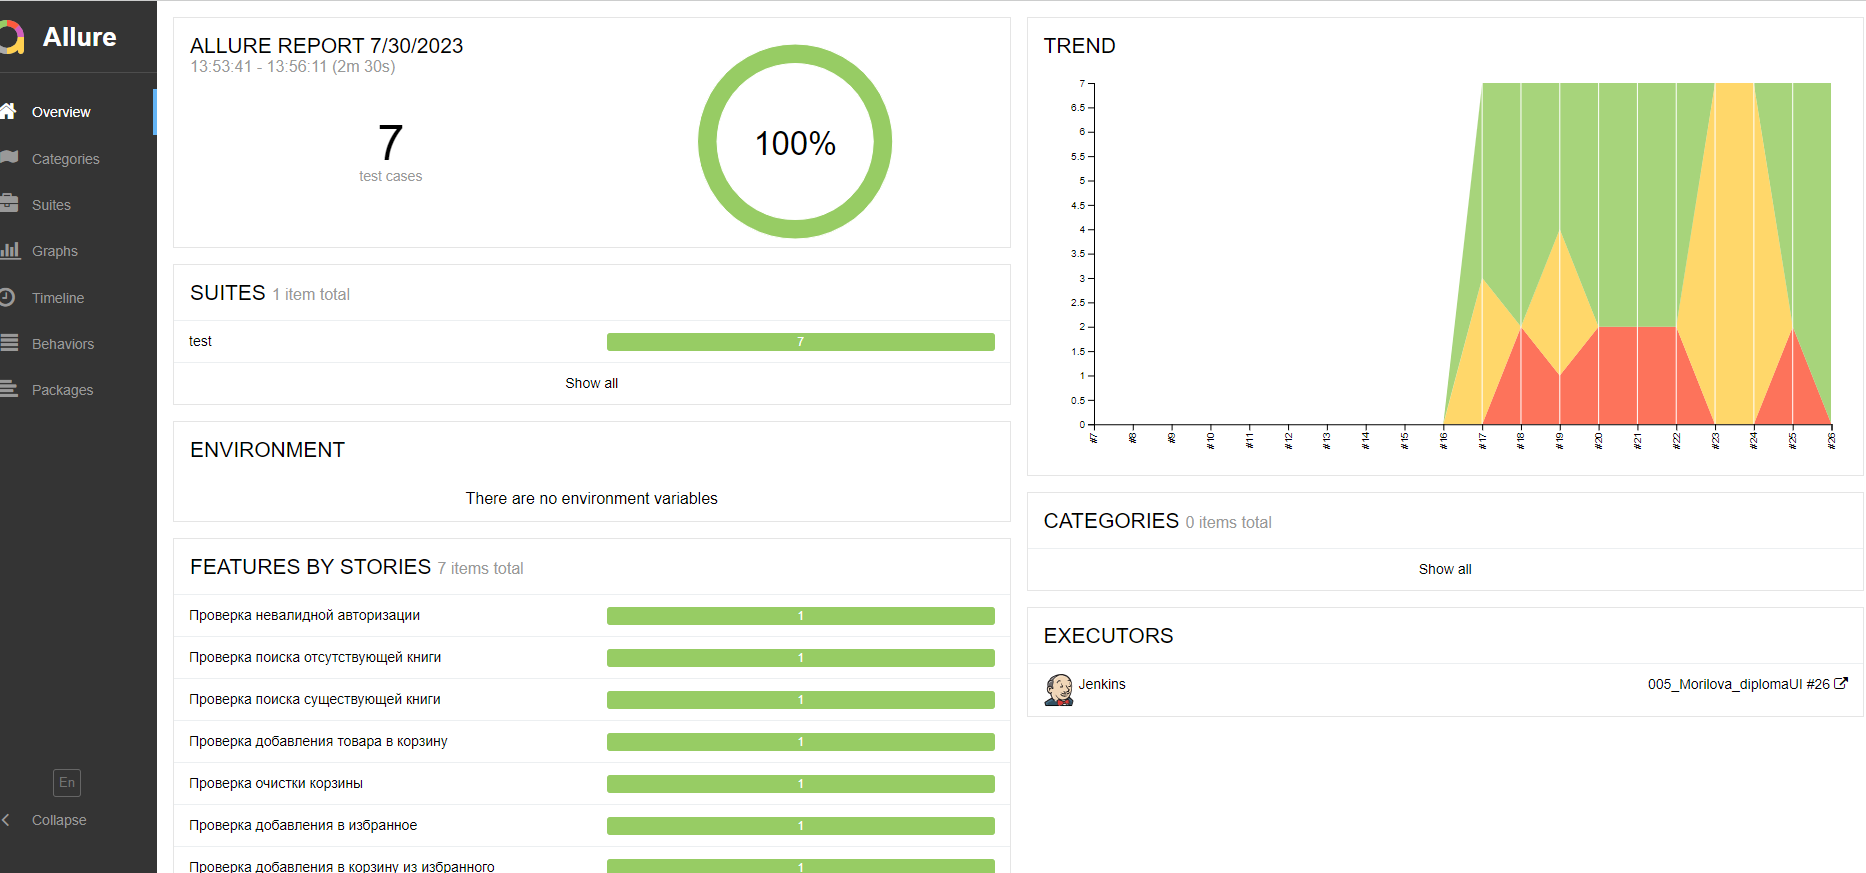 Allure
Overview
Categories
Suites
Graphs
Timeline
Behaviors
Packages
En
Collapse
ALLURE REPORT 7/30/2023
13:53:41 - 13:56:11 (2m 30s)
7
test cases
100%
SUITES 1 item total
test 7
Show all
ENVIRONMENT
There are no environment variables
FEATURES BY STORIES 7 items total
Проверка невалидной авторизации 1
Проверка поиска отсутствующей книги 1
Проверка поиска существующей книги 1
Проверка добавления товара в корзину 1
Проверка очистки корзины 1
Проверка добавления в избранное 1
Проверка добавления в корзину из избранного 1
TREND
7
6.5
6
5.5
5
4.5
4
3.5
3
2.5
2
1.5
1
0.5
0
#7 #8 #9 #10 #11 #12 #13 #14 #15 #16 #17 #18 #19 #20 #21 #22 #23 #24 #25 #26
CATEGORIES 0 items total
Show all
EXECUTORS
Jenkins 005_Morilova_diplomaUI #26